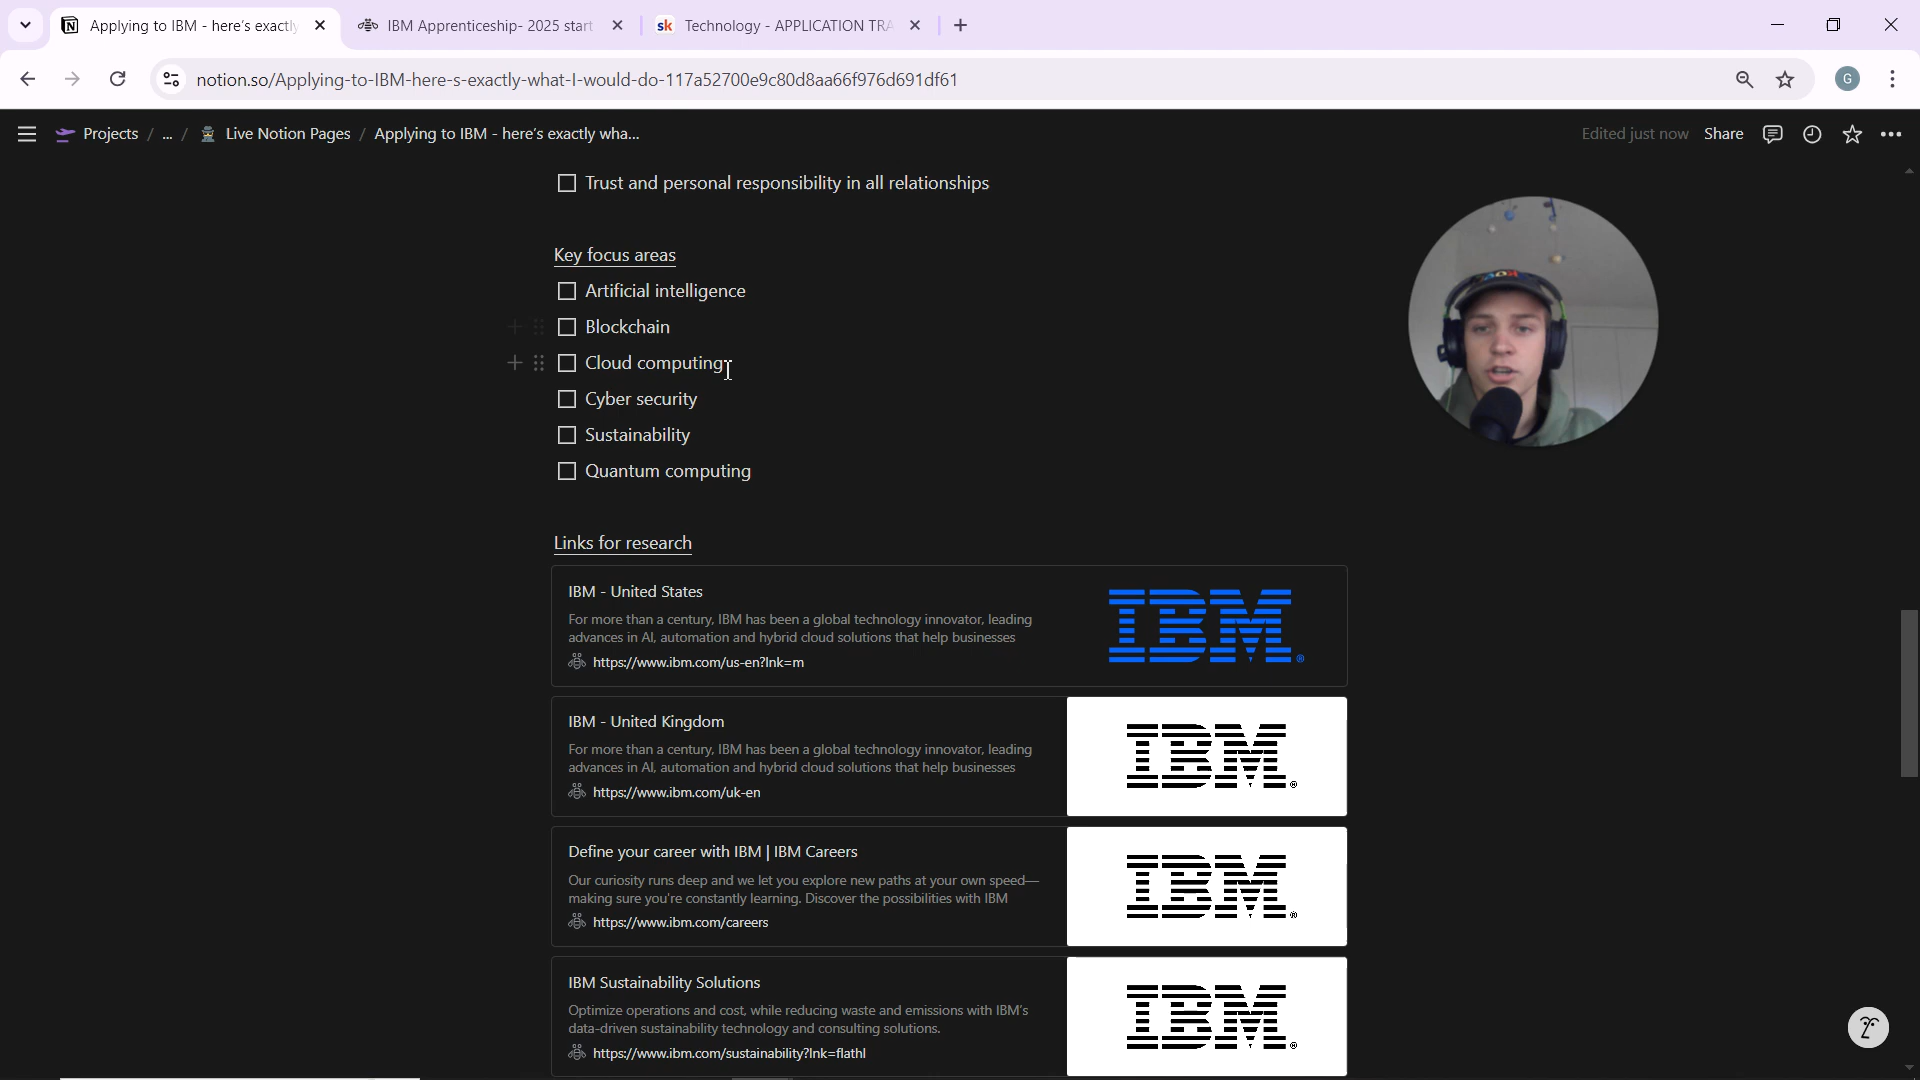 Applying to IBM - here's exactly
IBM Apprenticeship- 2025 start
sk
Technology - APPLICATION TRA
notion.so/Applying-to-IBM-here-s-exactly-what-I-would-do-117a52700e9c80d8aa66f976d691df61
G
Projects / ... / Live Notion Pages / Applying to IBM - here's exactly wha...
Edited just now
Share
Trust and personal responsibility in all relationships
Key focus areas
Artificial intelligence
Blockchain
Cloud computing
Cyber security
Sustainability
Quantum computing
Links for research
IBM - United States
For more than a century, IBM has been a global technology innovator, leading
advances in AI, automation and hybrid cloud solutions that help businesses
https://www.ibm.com/us-en?lnk=m
IBM®
IBM - United Kingdom
For more than a century, IBM has been a global technology innovator, leading
advances in AI, automation and hybrid cloud solutions that help businesses
https://www.ibm.com/uk-en
IBM®
Define your career with IBM | IBM Careers
Our curiosity runs deep and we let you explore new paths at your own speed—
making sure you're constantly learning. Discover the possibilities with IBM
https://www.ibm.com/careers
IBM®
IBM Sustainability Solutions
Optimize operations and cost, while reducing waste and emissions with IBM's
data-driven sustainability technology and consulting solutions.
https://www.ibm.com/sustainability?lnk=flathl
IBM®